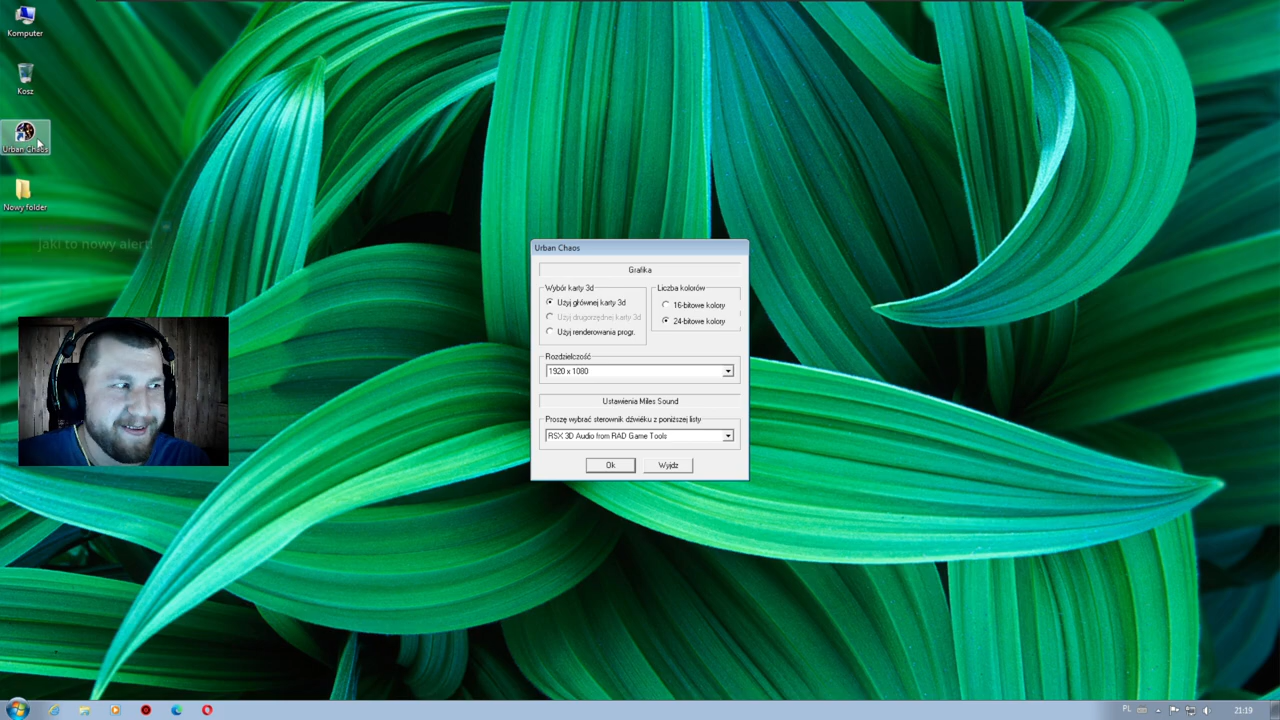 Komputer
Kosz
Urban Chaos
Nowy folder
jaki to nowy alert!
Urban Chaos
Grafika
Wybór karty 3d
Użyj głównej karty 3d
Użyj drugorzędnej karty 3d
Użyj renderowania progr.
Liczba kolorów
16-bitowe kolory
24-bitowe kolory
Rozdzielczość
1920 x 1080
Ustawienia Miles Sound
Proszę wybrać sterownik dźwiéku z poniższej listy
RSX 3D Audio from RAD Game Tools
Ok
Wyjdz
PL
21:19